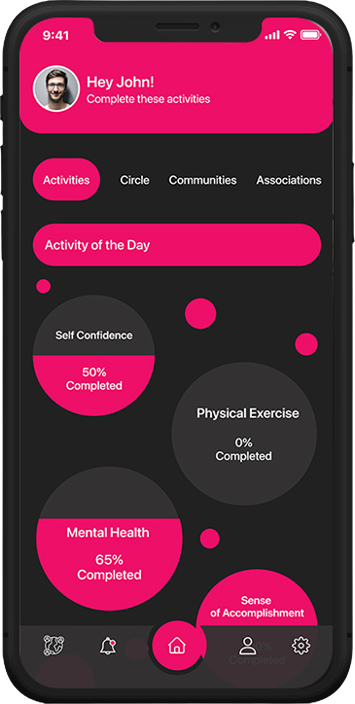 9:41
Hey John!
Complete these activities
Activities Circle Communities Associations
Activity of the Day
Self Confidence
50%
Completed
Physical Exercise
0%
Completed
Mental Health
65%
Completed
Sense
of Accomplishment
Completed